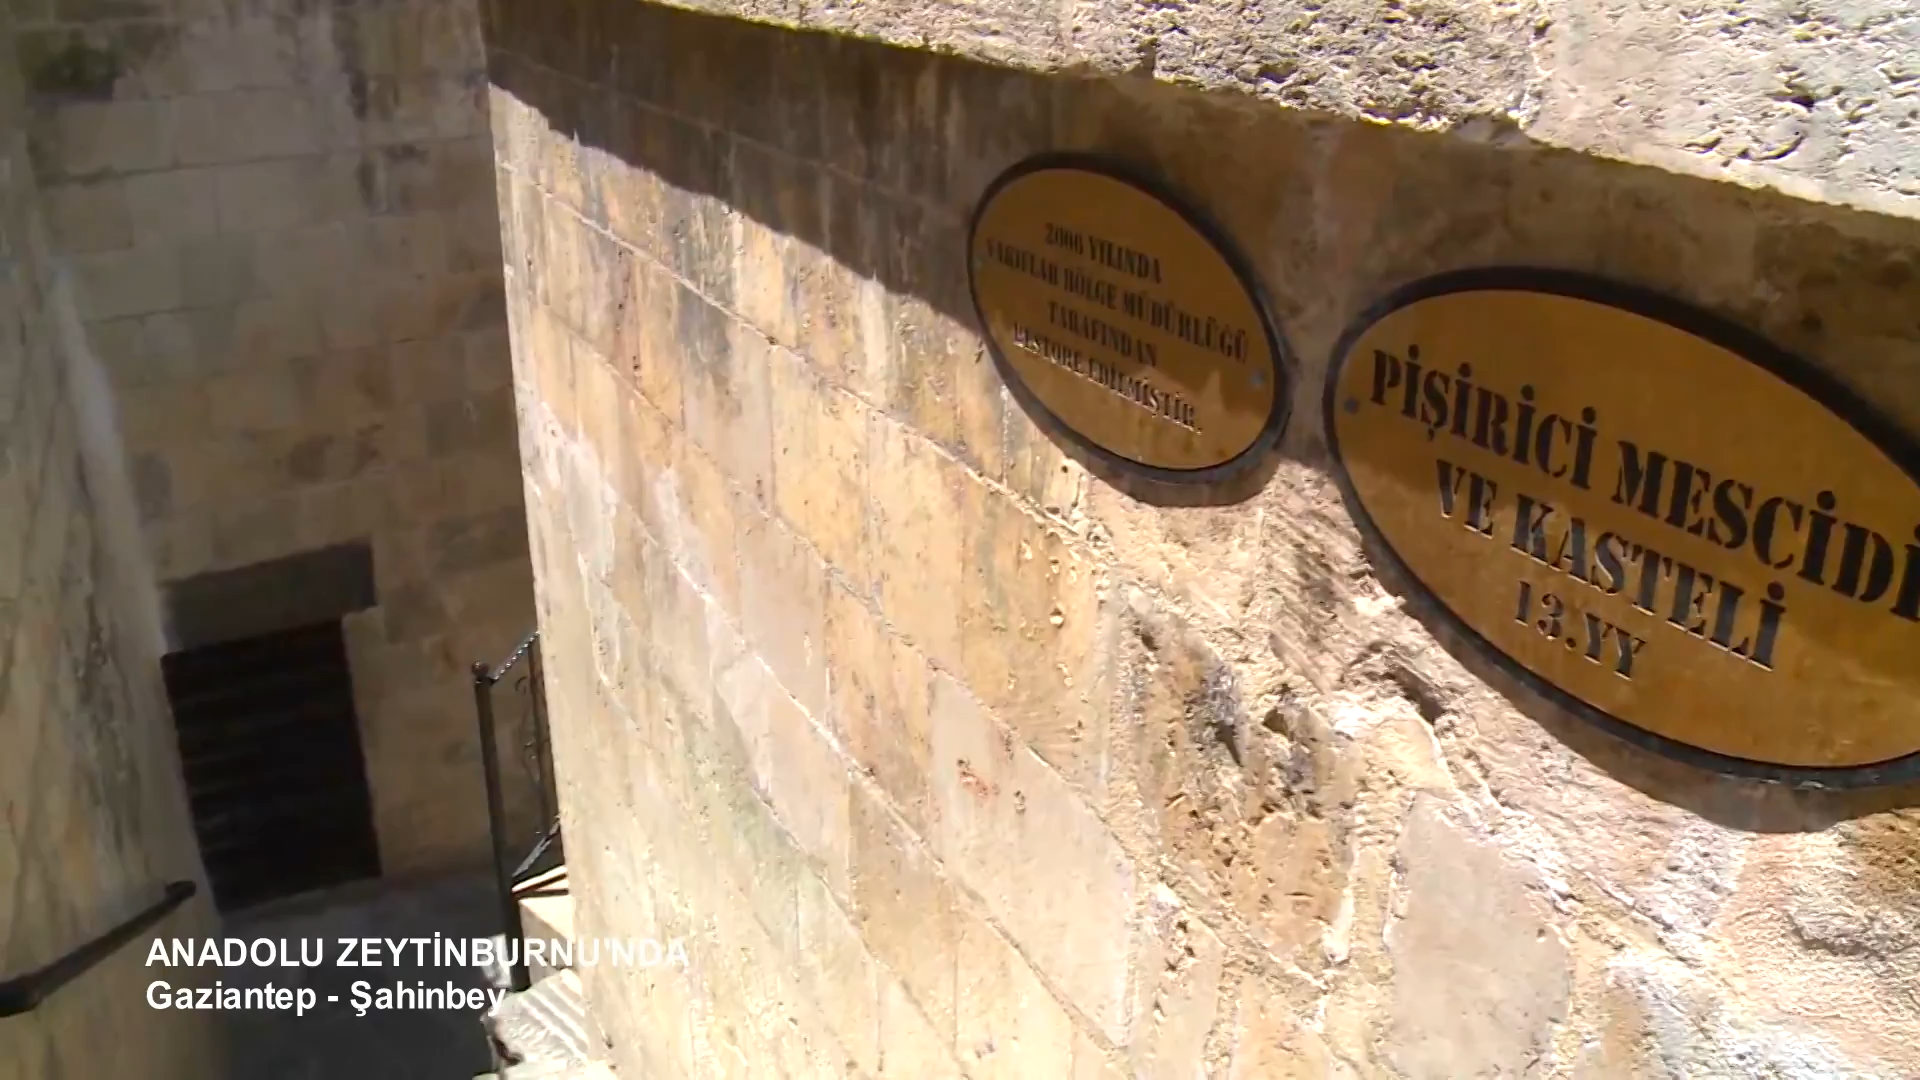 2006 YILINDA
VAKIFLAR BÖLGE MÜDÜRLÜĞÜ
TARAFINDAN
RESTORE EDİLMİŞTİR.
PİŞİRİCİ MESCİDİ
VE KASTELİ
13.YY
ANADOLU ZEYTİNBURNU'NDA
Gaziantep - Şahinbey